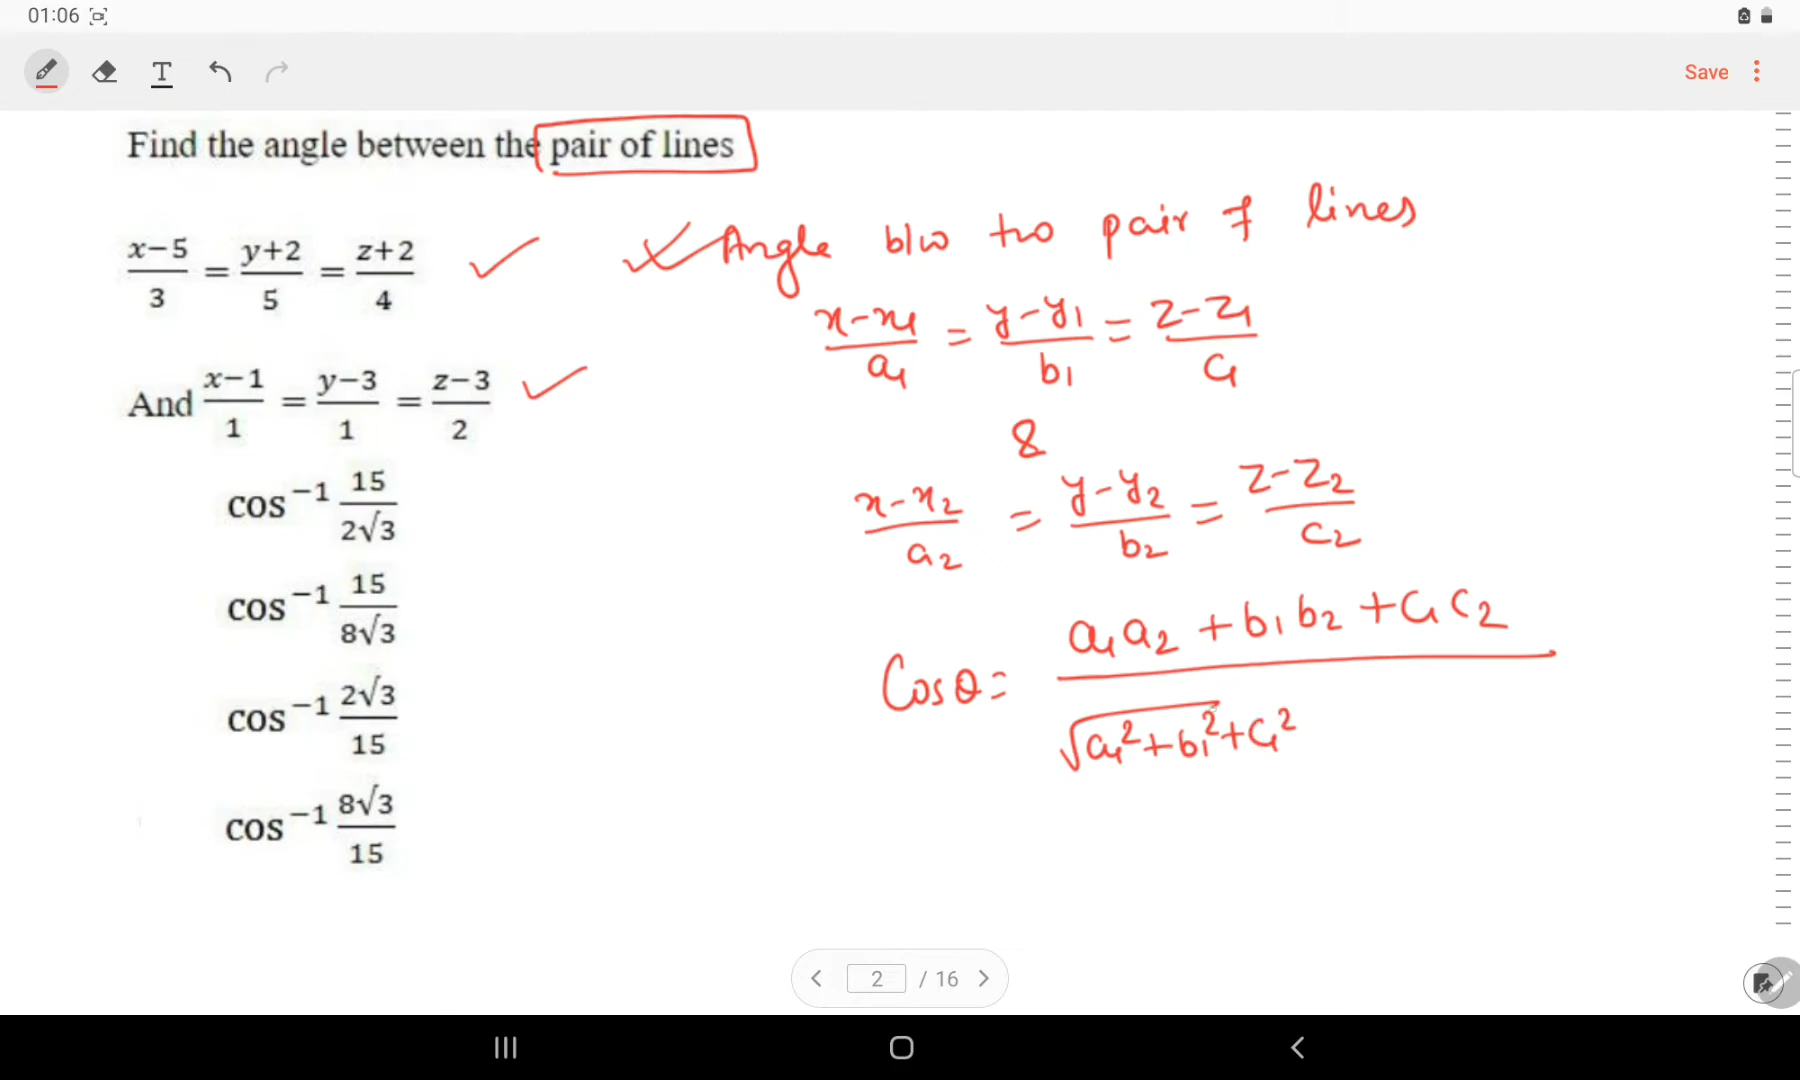 01:06
Save
Find the angle between the pair of lines
x−5/3 = y+2/5 = z+2/4
And x−1/1 = y−3/1 = z−3/2
cos⁻¹ 15/2√3
cos⁻¹ 15/8√3
cos⁻¹ 2√3/15
cos⁻¹ 8√3/15
Angle b/w two pair of lines
x-x₁/a₁ = y-y₁/b₁ = z-z₁/c₁
&
x-x₂/a₂ = y-y₂/b₂ = z-z₂/c₂
Cosθ = a₁a₂ + b₁b₂ + c₁c₂ / √a₁²+b₁²+c₁²
2 / 16